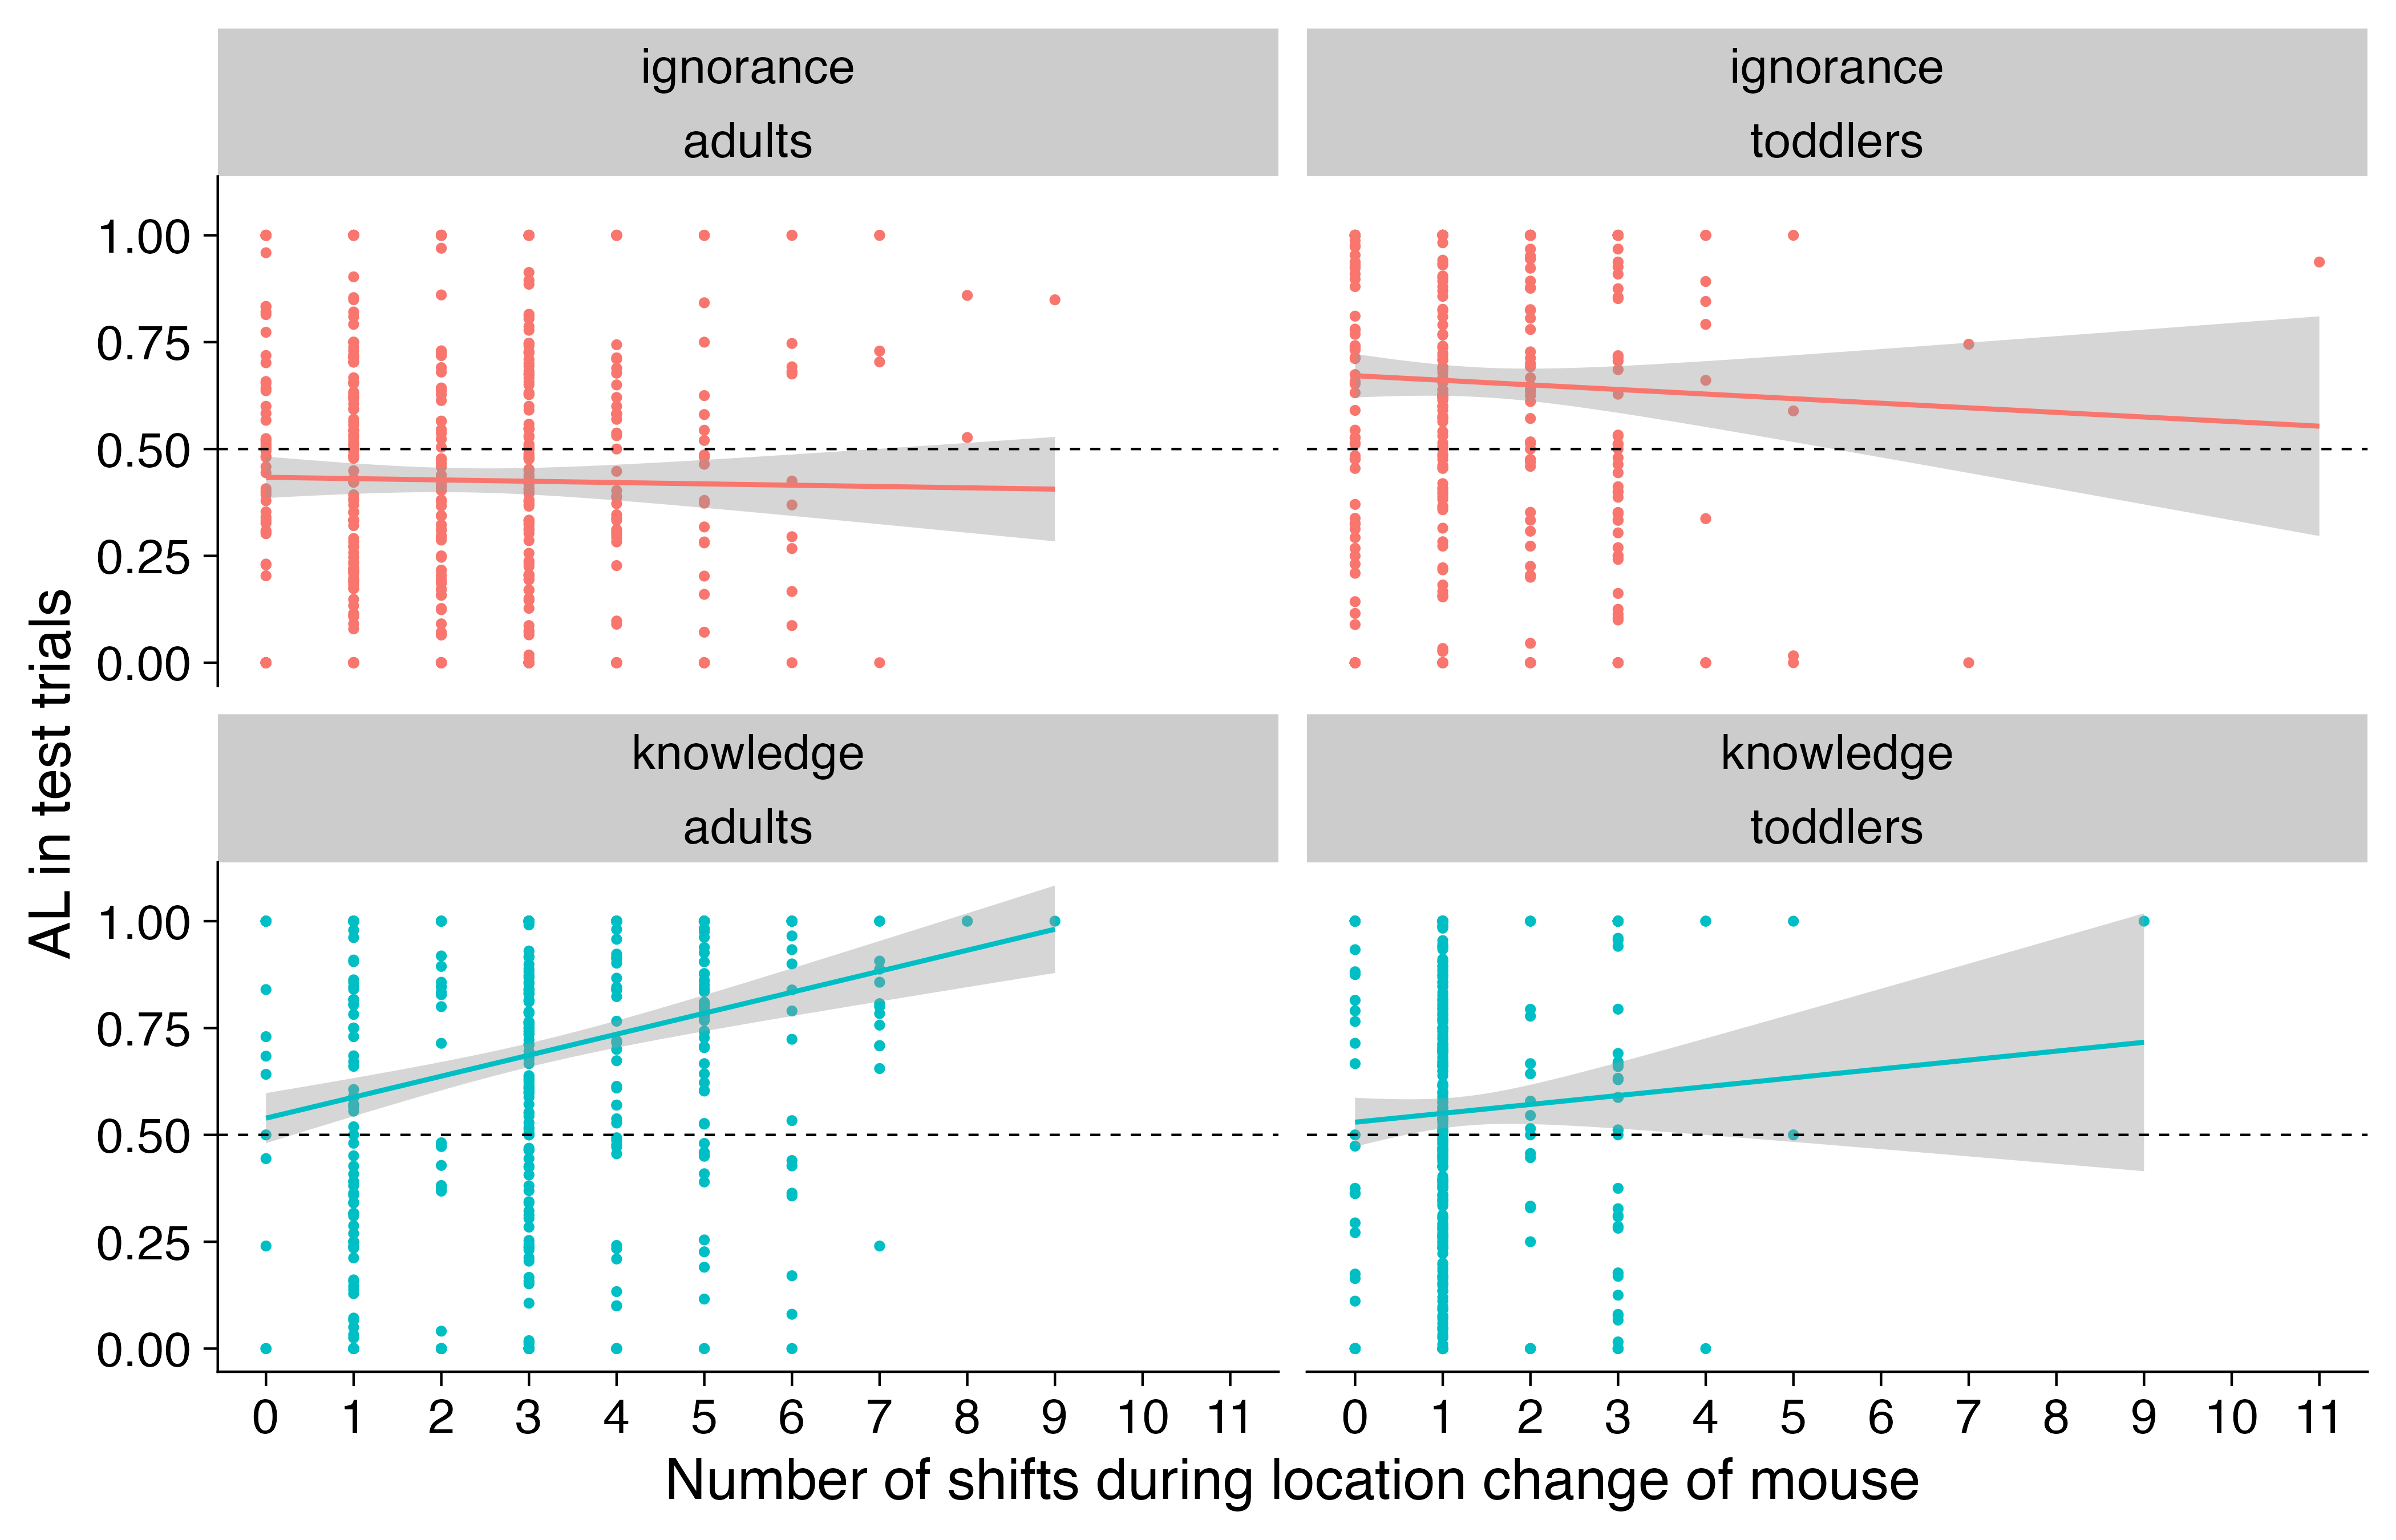 ignorance
adults
ignorance
toddlers
1.00
0.75
0.50
0.25
0.00
knowledge
adults
knowledge
toddlers
1.00
0.75
0.50
0.25
0.00
AL in test trials
0 1 2 3 4 5 6 7 8 9 10 11
0 1 2 3 4 5 6 7 8 9 10 11
Number of shifts during location change of mouse